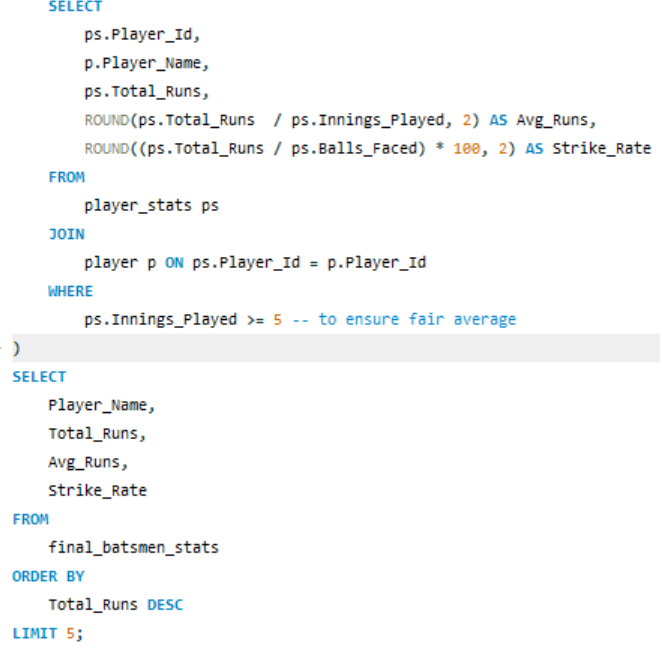 SELECT
ps.Player_Id,
p.Player_Name,
ps.Total_Runs,
ROUND(ps.Total_Runs  / ps.Innings_Played, 2) AS Avg_Runs,
ROUND((ps.Total_Runs / ps.Balls_Faced) * 100, 2) AS Strike_Rate
FROM
player_stats ps
JOIN
player p ON ps.Player_Id = p.Player_Id
WHERE
ps.Innings_Played >= 5 -- to ensure fair average
)
SELECT
Player_Name,
Total_Runs,
Avg_Runs,
Strike_Rate
FROM
final_batsmen_stats
ORDER BY
Total_Runs DESC
LIMIT 5;